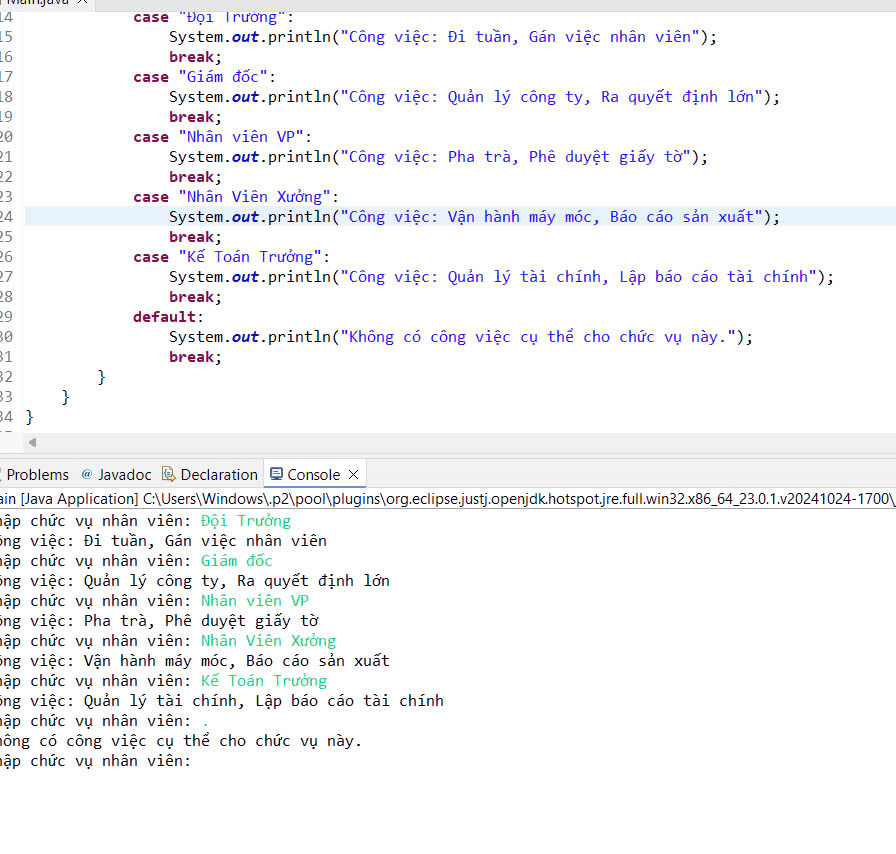 Main.java
14 case "Đội Trưởng":
15 System.out.println("Công việc: Đi tuần, Gán việc nhân viên");
16 break;
17 case "Giám đốc":
18 System.out.println("Công việc: Quản lý công ty, Ra quyết định lớn");
19 break;
20 case "Nhân viên VP":
21 System.out.println("Công việc: Pha trà, Phê duyệt giấy tờ");
22 break;
23 case "Nhân Viên Xưởng":
24 System.out.println("Công việc: Vận hành máy móc, Báo cáo sản xuất");
25 break;
26 case "Kế Toán Trưởng":
27 System.out.println("Công việc: Quản lý tài chính, Lập báo cáo tài chính");
28 break;
29 default:
30 System.out.println("Không có công việc cụ thể cho chức vụ này.");
31 break;
32 }
33 }
34 }
Problems @ Javadoc Declaration Console
ain [Java Application] C:\Users\Windows\.p2\pool\plugins\org.eclipse.justj.openjdk.hotspot.jre.full.win32.x86_64_23.0.1.v20241024-1700\
hập chức vụ nhân viên: Đội Trưởng
ông việc: Đi tuần, Gán việc nhân viên
hập chức vụ nhân viên: Giám đốc
ông việc: Quản lý công ty, Ra quyết định lớn
hập chức vụ nhân viên: Nhân viên VP
ông việc: Pha trà, Phê duyệt giấy tờ
hập chức vụ nhân viên: Nhân Viên Xưởng
ông việc: Vận hành máy móc, Báo cáo sản xuất
hập chức vụ nhân viên: Kế Toán Trưởng
ông việc: Quản lý tài chính, Lập báo cáo tài chính
hập chức vụ nhân viên: .
hông có công việc cụ thể cho chức vụ này.
hập chức vụ nhân viên: